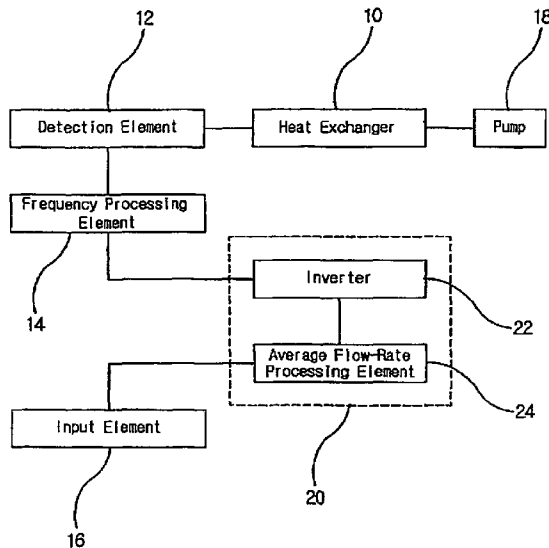 12
10
18
Detection Element
Heat Exchanger
Pump
Frequency Processing
Element
14
Inverter
22
Average Flow-Rate
Processing Element
24
Input Element
20
16